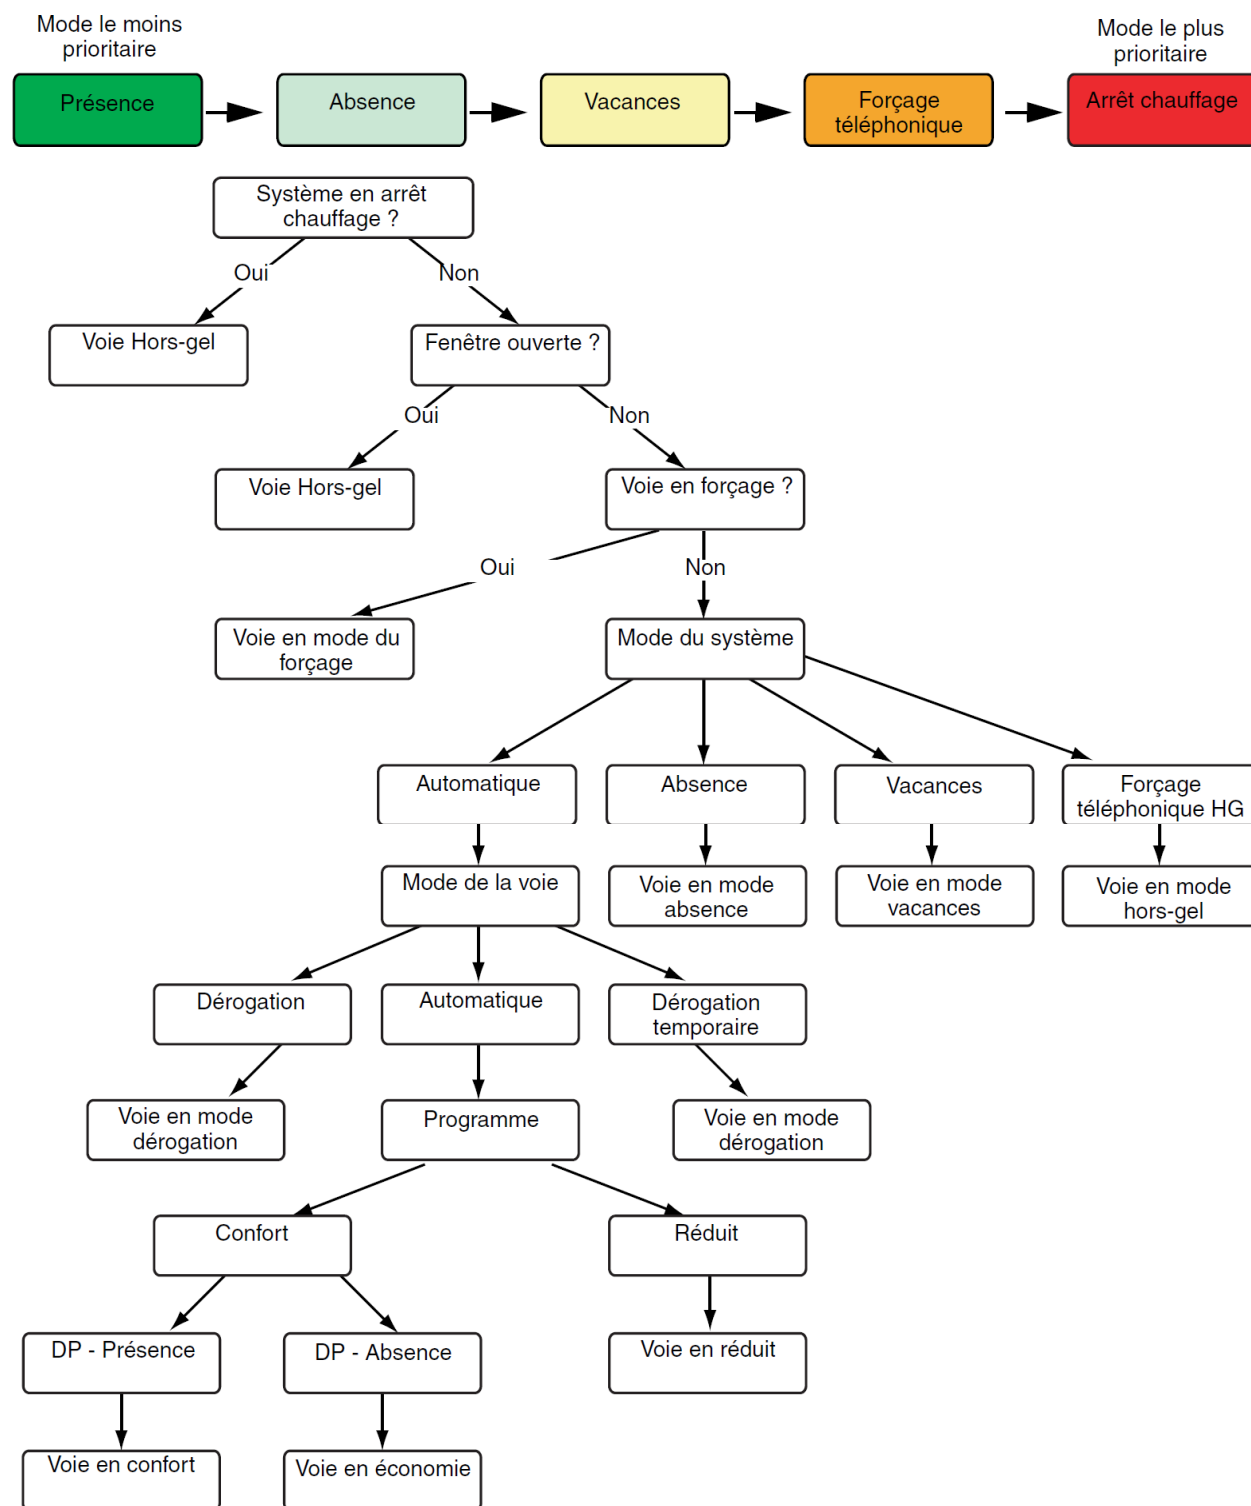 Mode le moins
prioritaire
Mode le plus
prioritaire
Présence
Absence
Vacances
Forçage
téléphonique
Arrêt chauffage
Système en arrêt
chauffage ?
Oui
Non
Voie Hors-gel
Fenêtre ouverte ?
Oui
Non
Voie Hors-gel
Voie en forçage ?
Oui
Non
Voie en mode du
forçage
Mode du système
Automatique
Absence
Vacances
Forçage
téléphonique HG
Mode de la voie
Voie en mode
absence
Voie en mode
vacances
Voie en mode
hors-gel
Dérogation
Automatique
Dérogation
temporaire
Voie en mode
dérogation
Programme
Voie en mode
dérogation
Confort
Réduit
DP - Présence
DP - Absence
Voie en réduit
Voie en confort
Voie en économie